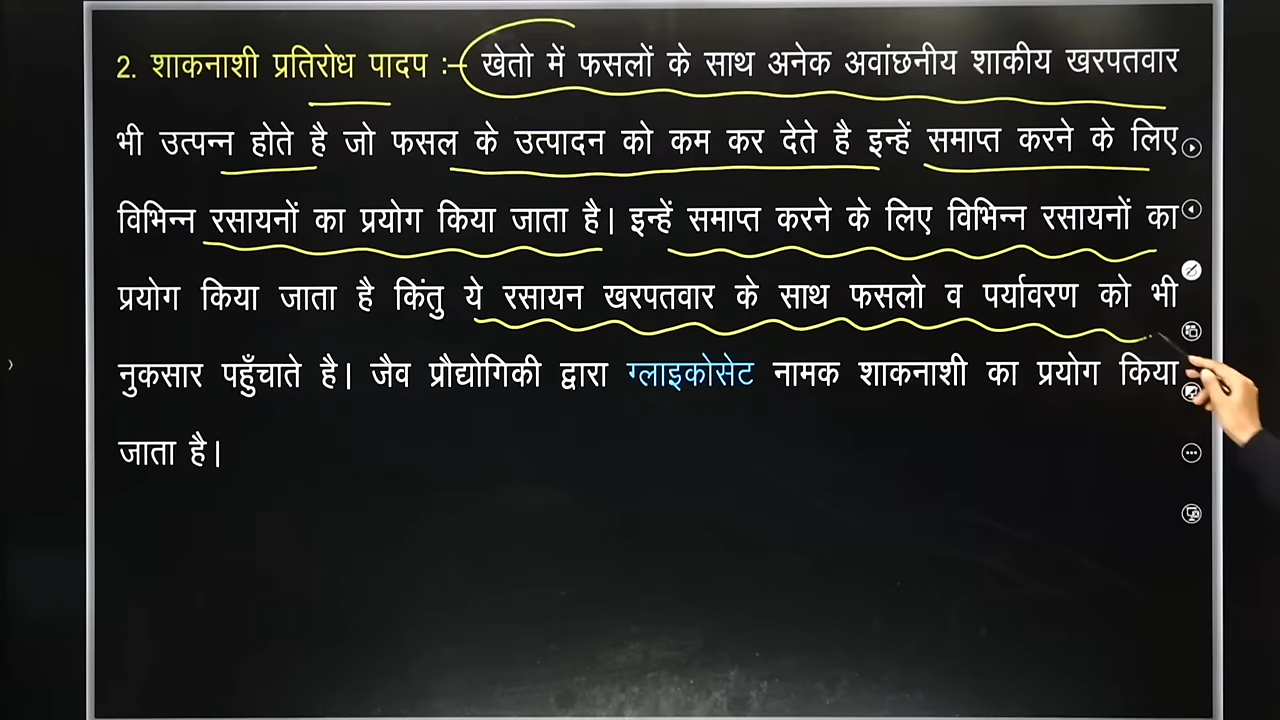 2. शाकनाशी प्रतिरोध पादप :– खेतो में फसलों के साथ अनेक अवांछनीय शाकीय खरपतवार
भी उत्पन्न होते है जो फसल के उत्पादन को कम कर देते है इन्हें समाप्त करने के लिए
विभिन्न रसायनों का प्रयोग किया जाता है। इन्हें समाप्त करने के लिए विभिन्न रसायनों का
प्रयोग किया जाता है किंतु ये रसायन खरपतवार के साथ फसलो व पर्यावरण को भी
नुकसार पहुँचाते है। जैव प्रौद्योगिकी द्वारा ग्लाइकोसेट नामक शाकनाशी का प्रयोग किया
जाता है।